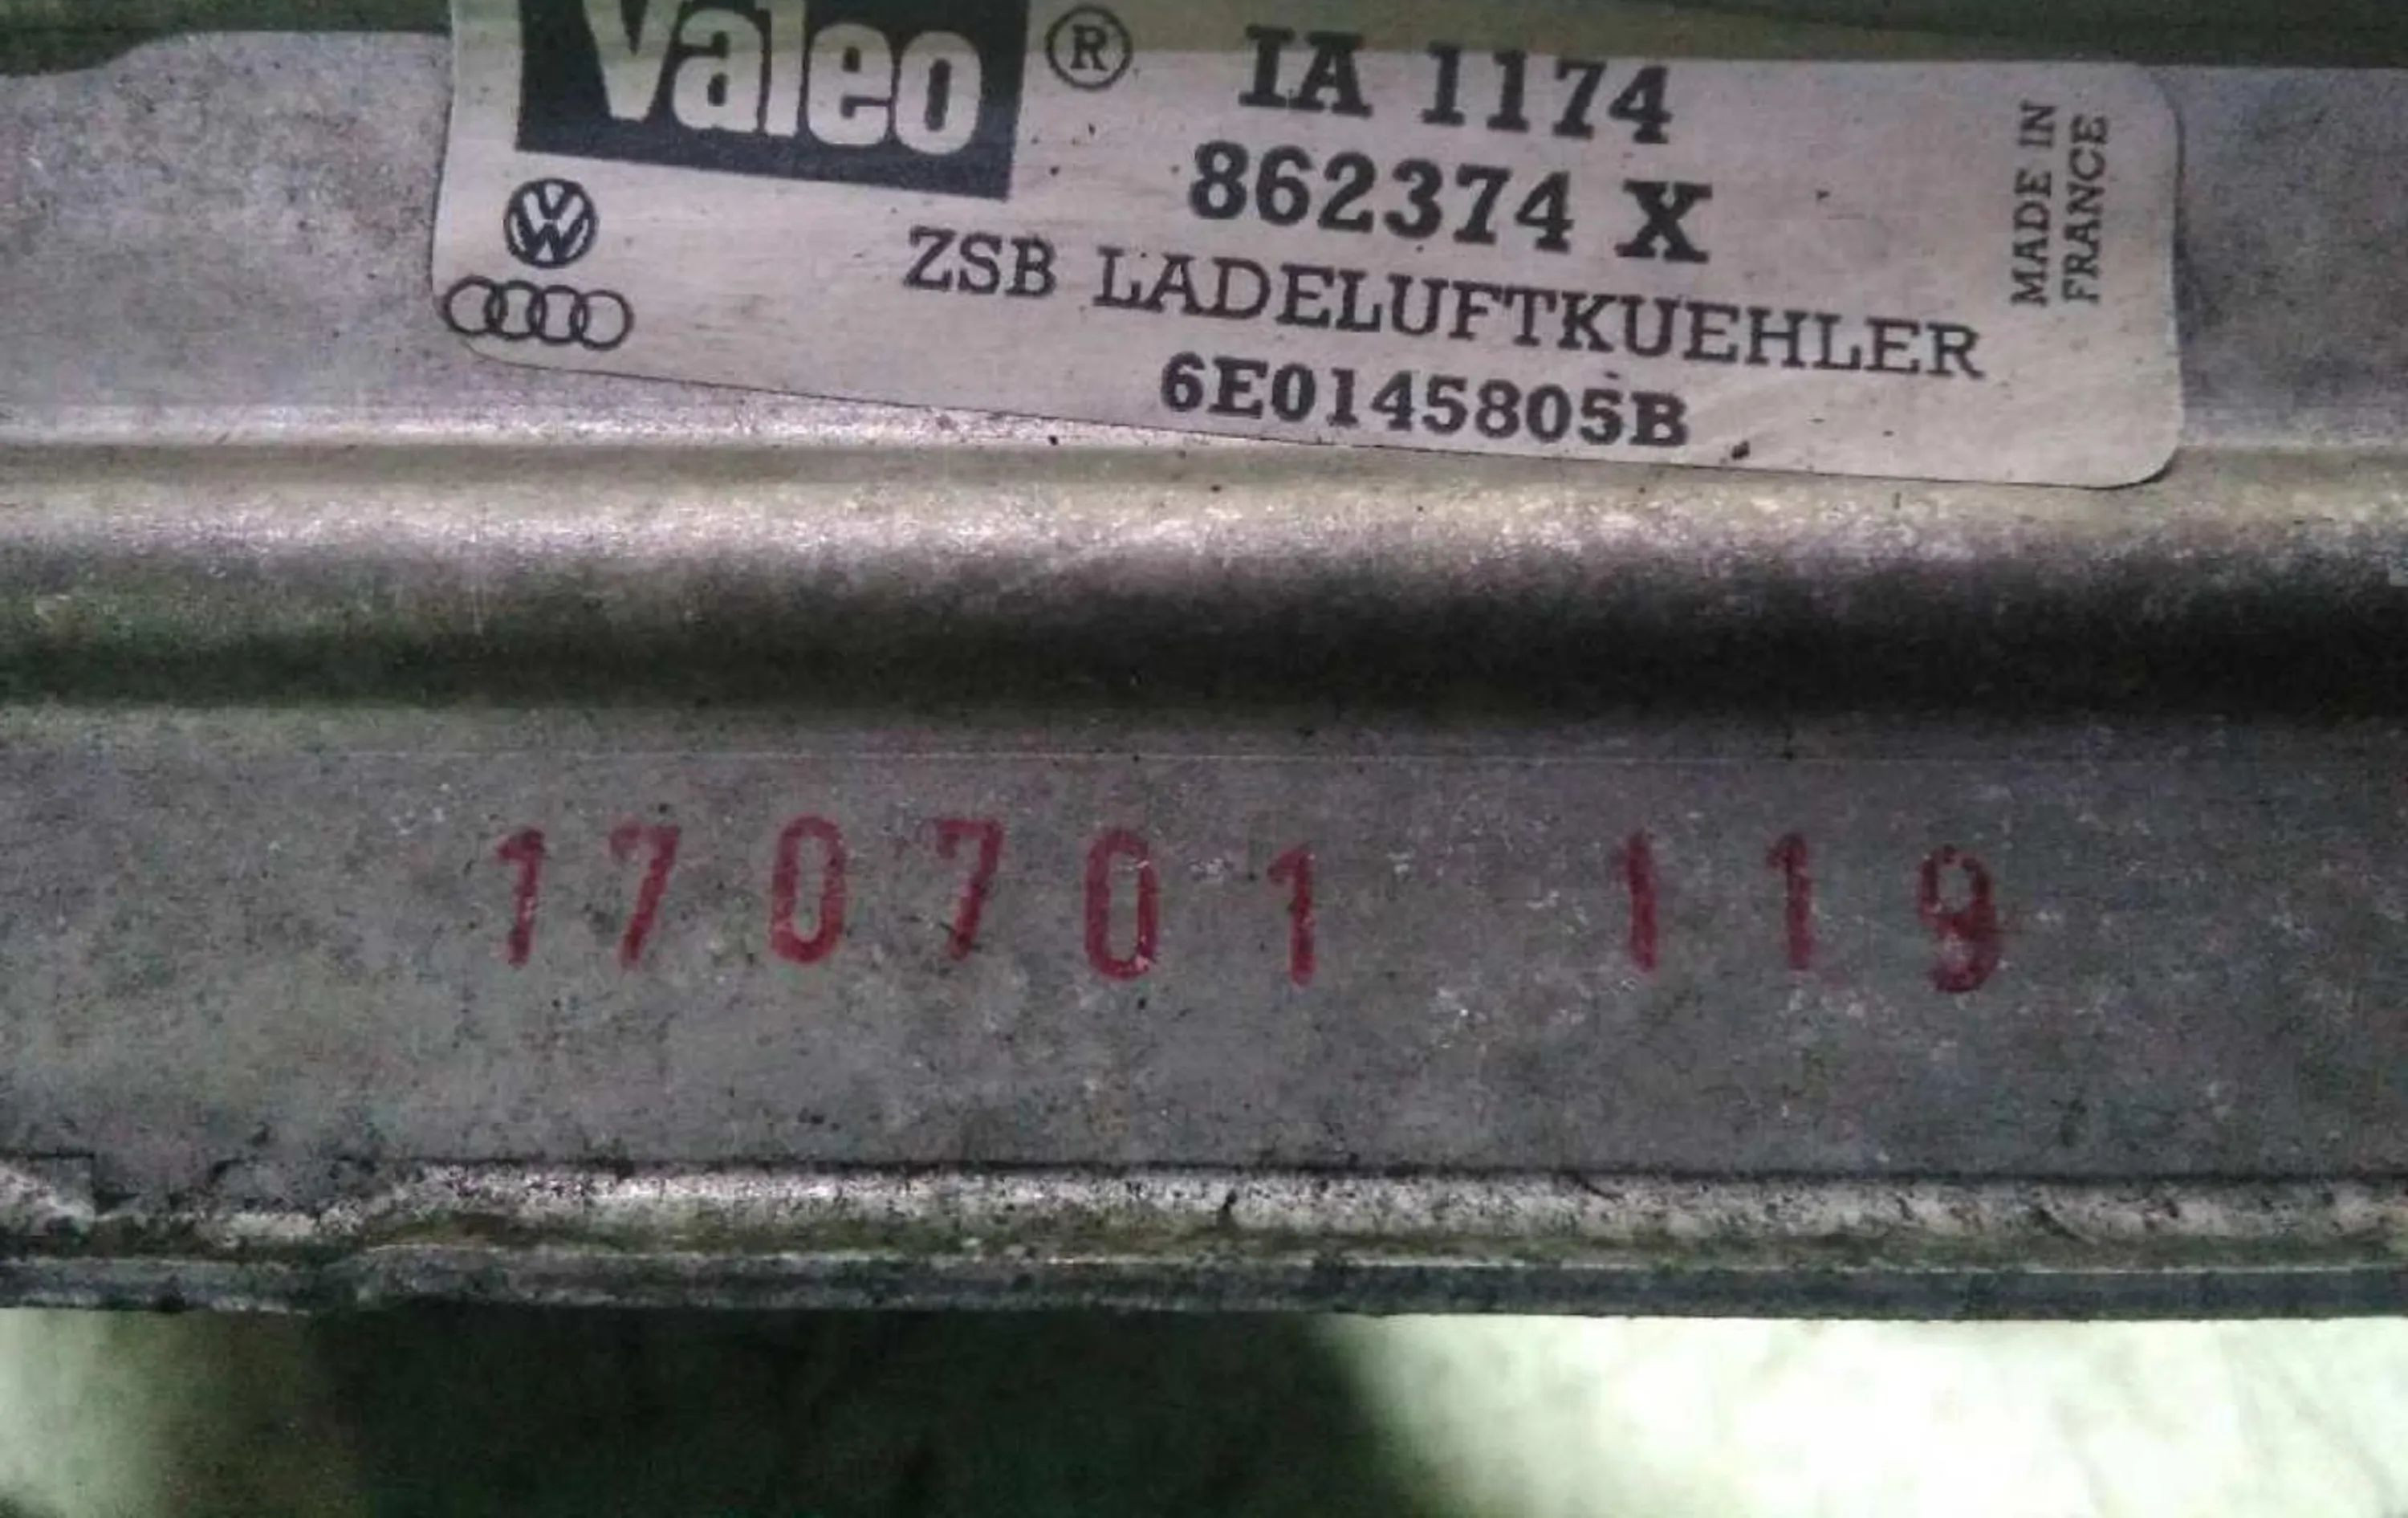 Valeo ® IA 1174
862374 X
ZSB LADELUFTKUEHLER
6E0145805B
MADE IN
FRANCE
170701 119